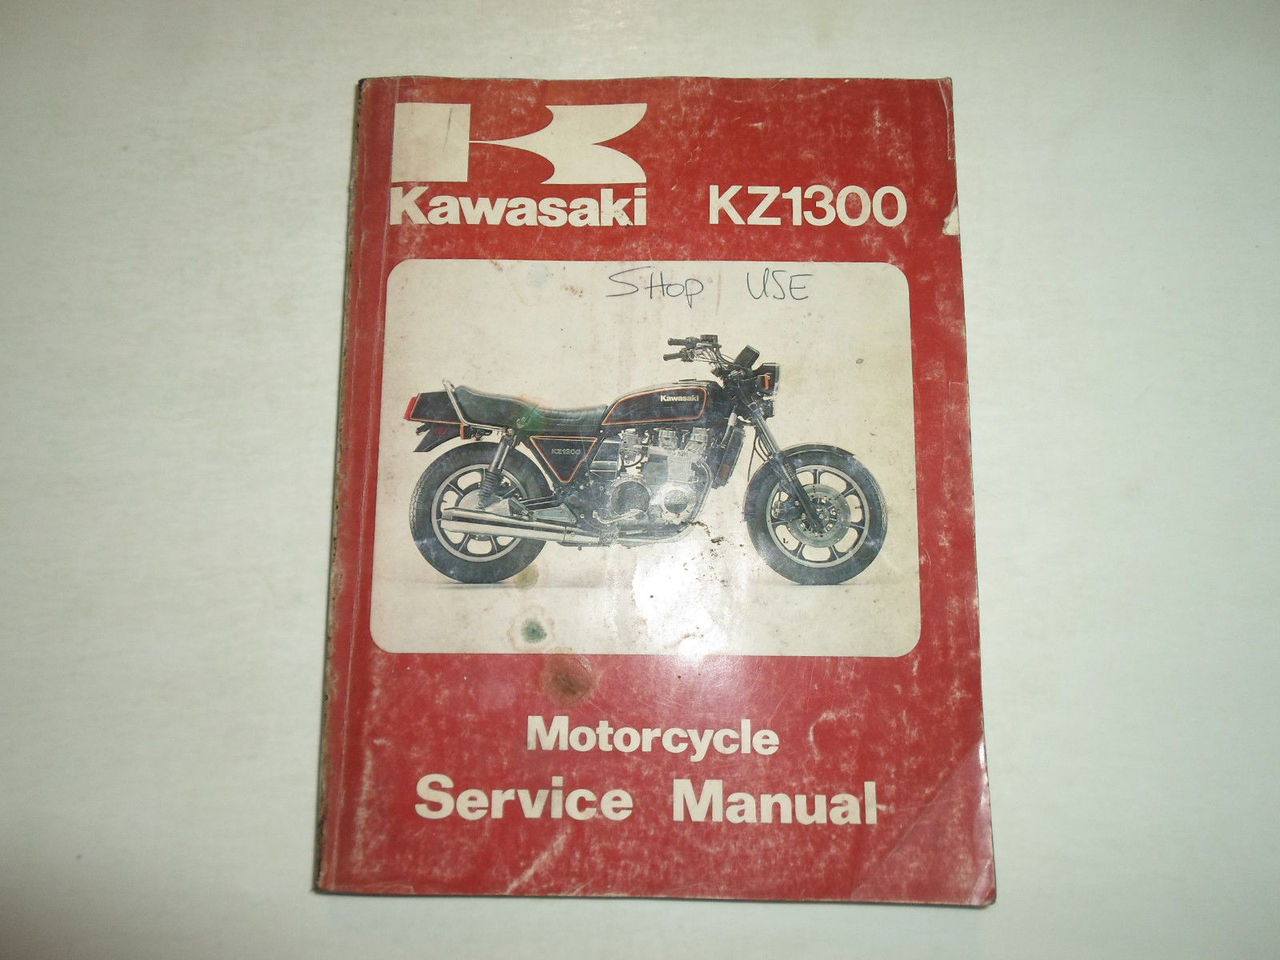 Kawasaki KZ1300
SHOP USE
Kawasaki
KZ1300
Motorcycle
Service Manual